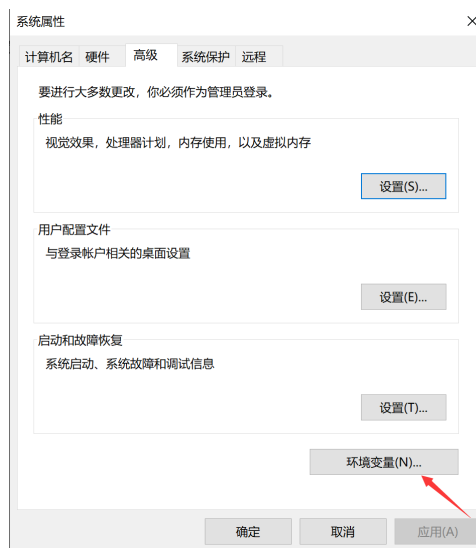 系统属性
计算机名 硬件 高级 系统保护 远程
要进行大多数更改，你必须作为管理员登录。
性能
视觉效果，处理器计划，内存使用，以及虚拟内存
设置(S)...
用户配置文件
与登录帐户相关的桌面设置
设置(E)...
启动和故障恢复
系统启动、系统故障和调试信息
设置(T)...
环境变量(N)...
确定 取消 应用(A)